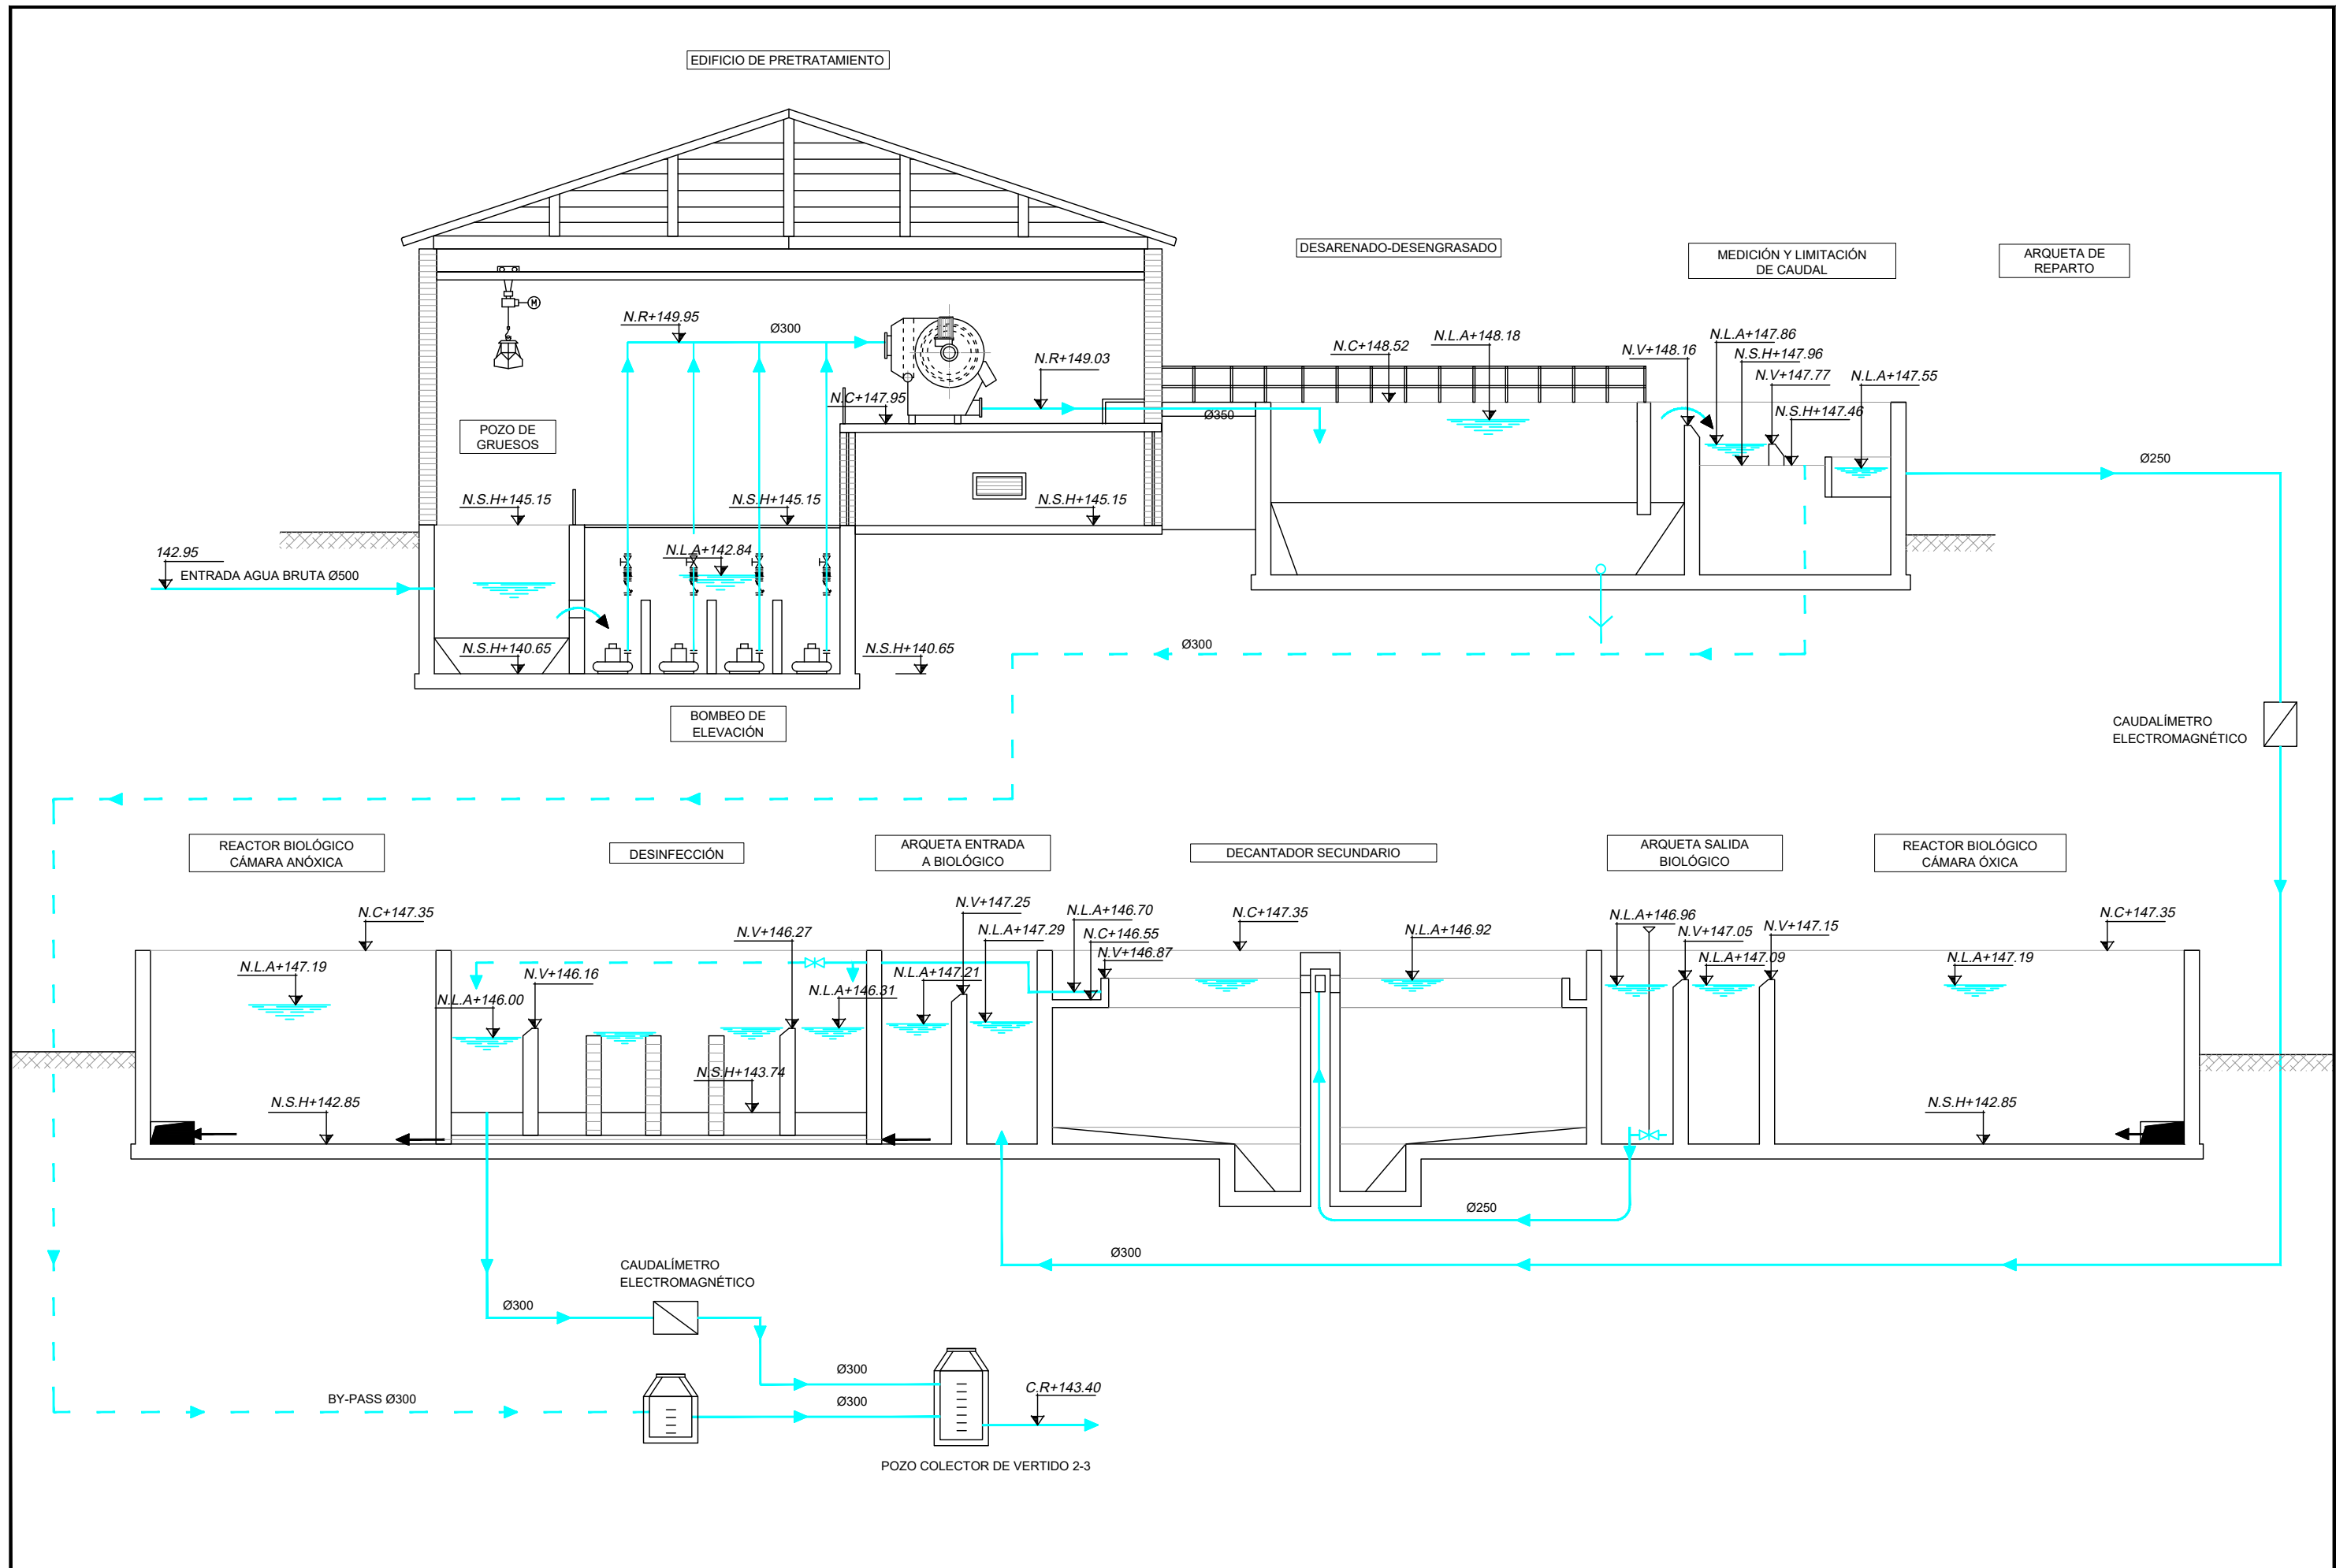 EDIFICIO DE PRETRATAMIENTO
DESARENADO-DESENGRASADO
MEDICIÓN Y LIMITACIÓN
DE CAUDAL
ARQUETA DE
REPARTO
M
N.R+149.95
Ø300
N.R+149.03
N.C+147.95
Ø350
N.C+148.52
N.L.A+148.18
N.V+148.16
N.L.A+147.86
N.S.H+147.96
N.V+147.77
N.L.A+147.55
N.S.H+147.46
Ø250
POZO DE
GRUESOS
N.S.H+145.15
N.S.H+145.15
N.S.H+145.15
142.95
ENTRADA AGUA BRUTA Ø500
N.L.A+142.84
N.S.H+140.65
N.S.H+140.65
Ø300
BOMBEO DE
ELEVACIÓN
CAUDALÍMETRO
ELECTROMAGNÉTICO
REACTOR BIOLÓGICO
CÁMARA ANÓXICA
DESINFECCIÓN
ARQUETA ENTRADA
A BIOLÓGICO
DECANTADOR SECUNDARIO
ARQUETA SALIDA
BIOLÓGICO
REACTOR BIOLÓGICO
CÁMARA ÓXICA
N.C+147.35
N.L.A+147.19
N.L.A+146.00
N.V+146.16
N.V+146.27
N.L.A+146.31
N.L.A+147.21
N.V+147.25
N.L.A+147.29
N.L.A+146.70
N.C+146.55
N.V+146.87
N.C+147.35
N.L.A+146.92
N.L.A+146.96
N.V+147.05
N.L.A+147.09
N.V+147.15
N.L.A+147.19
N.C+147.35
N.S.H+143.74
N.S.H+142.85
N.S.H+142.85
Ø250
Ø300
CAUDALÍMETRO
ELECTROMAGNÉTICO
Ø300
Ø300
BY-PASS Ø300
Ø300
C.R+143.40
POZO COLECTOR DE VERTIDO 2-3